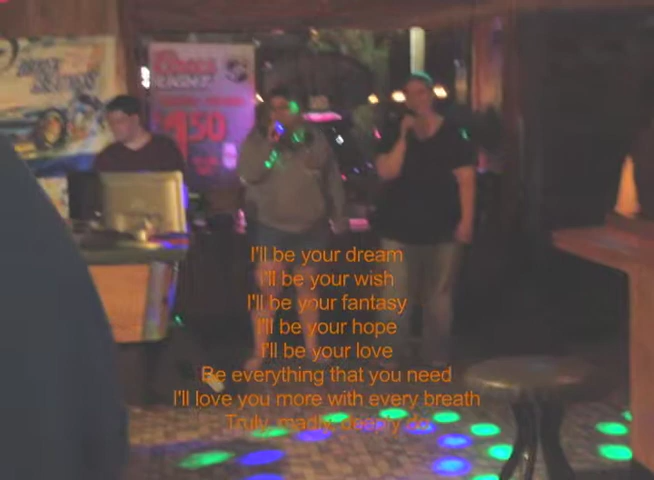 1.50
I'll be your dream
I'll be your wish
I'll be your fantasy
I'll be your hope
I'll be your love
Be everything that you need
I'll love you more with every breath
Truly, madly, deeply do